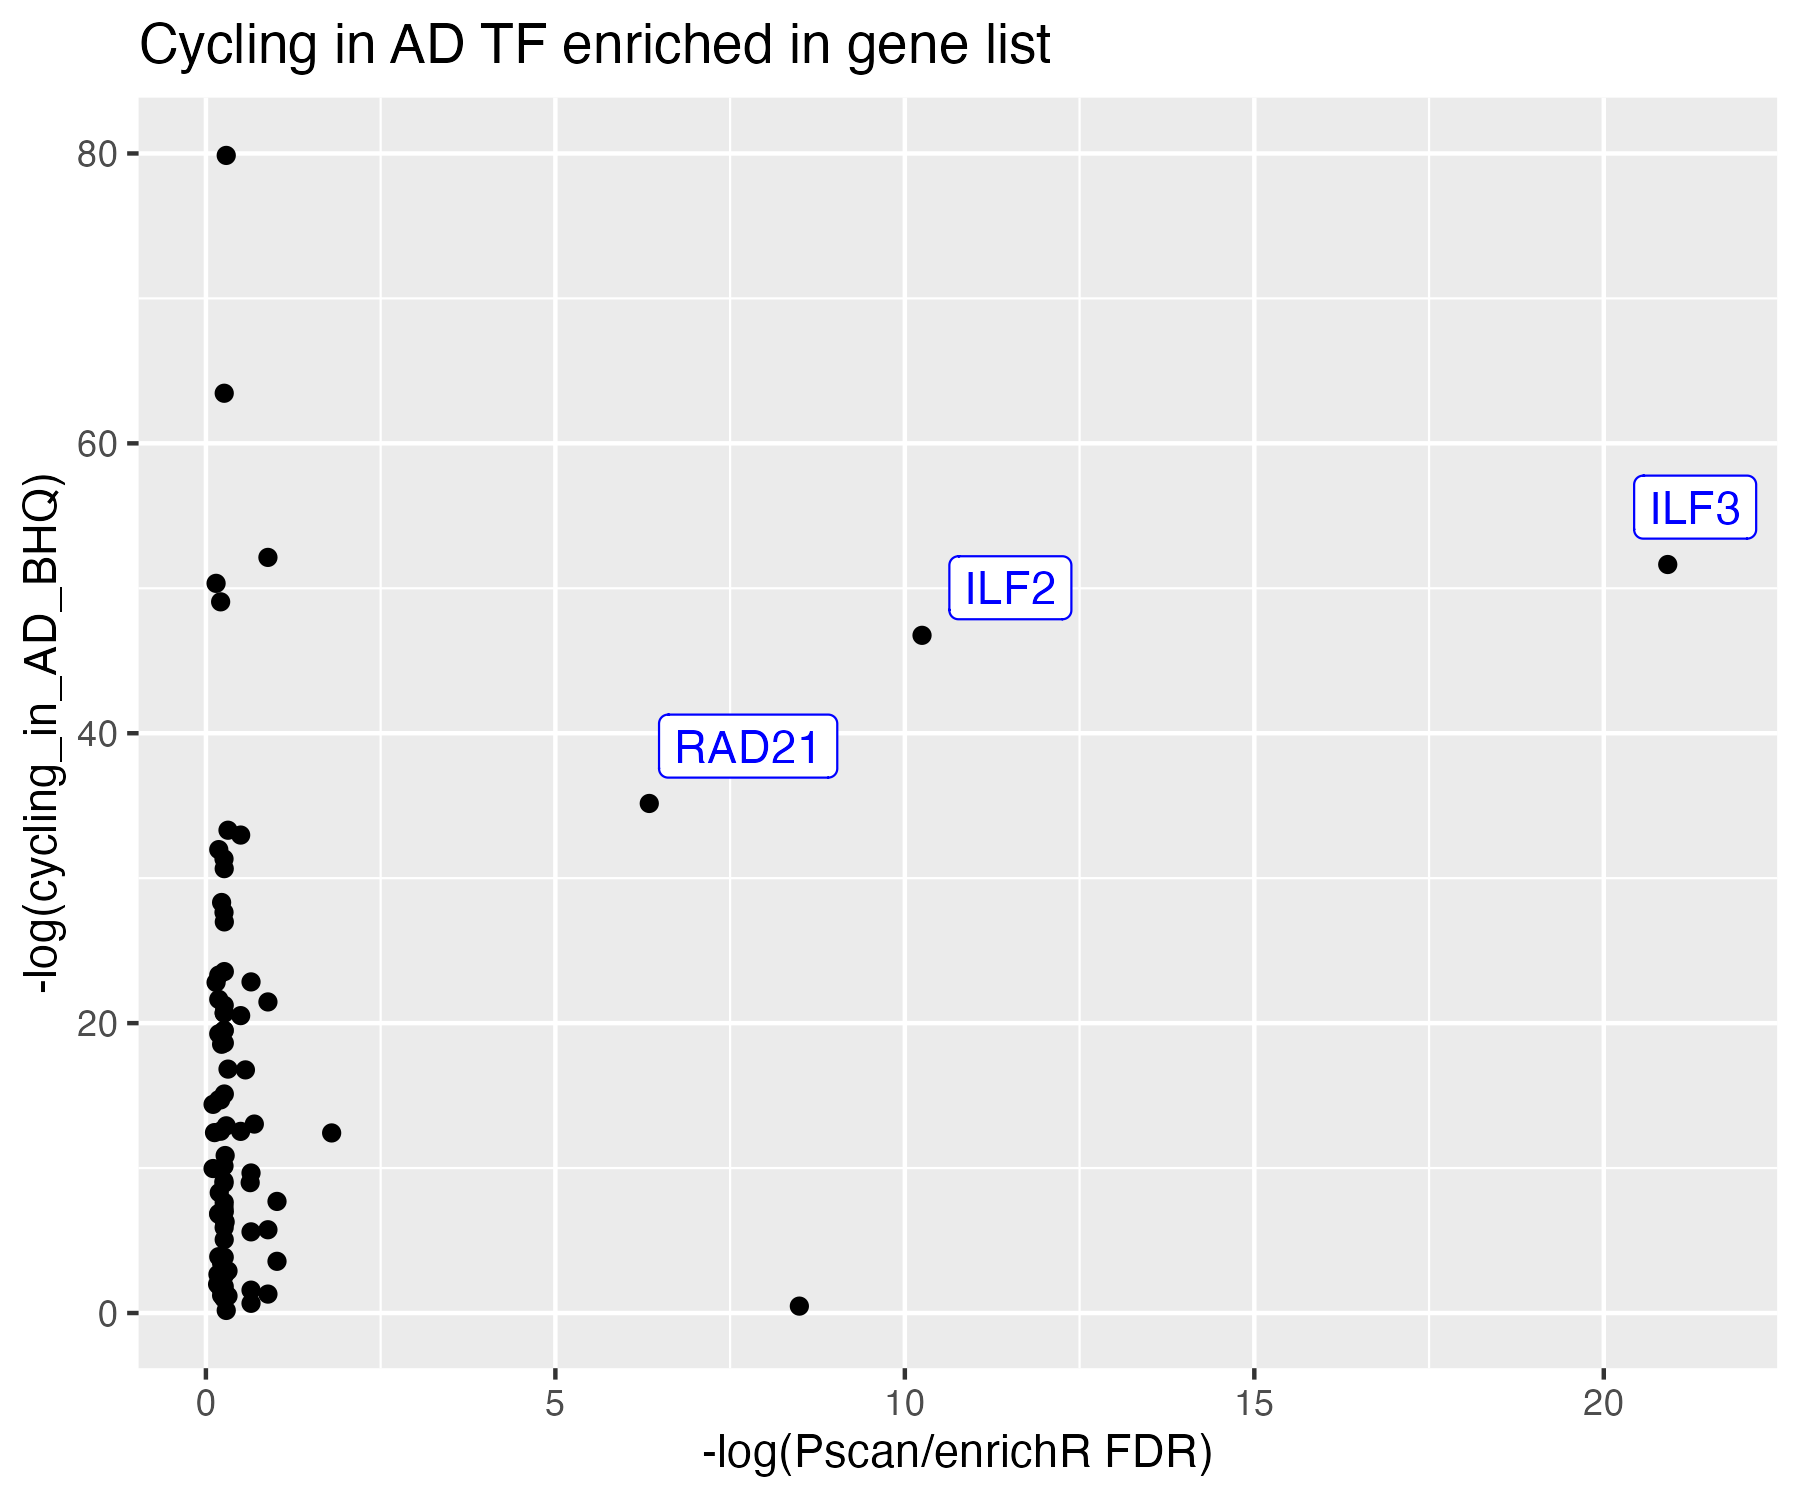 Cycling in AD TF enriched in gene list
80
60
40
20
0
-log(cycling_in_AD_BHQ)
ILF3
ILF2
RAD21
0 5 10 15 20
-log(Pscan/enrichR FDR)